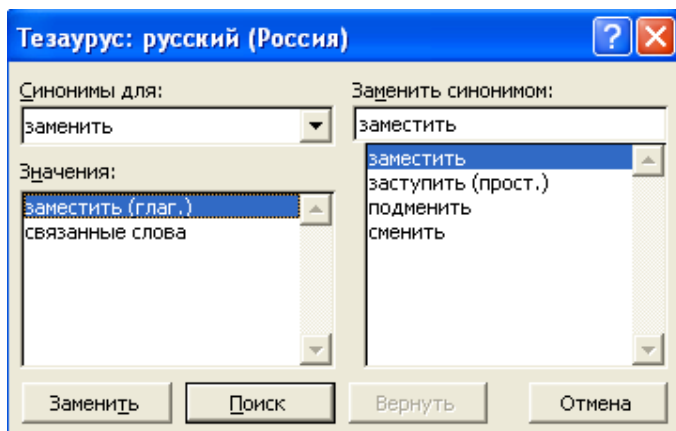 Тезаурус: русский (Россия)
Синонимы для:
заменить
Значения:
заместить (глаг.)
связанные слова
Заменить синонимом:
заместить
заместить
заступить (прост.)
подменить
сменить
Заменить
Поиск
Вернуть
Отмена